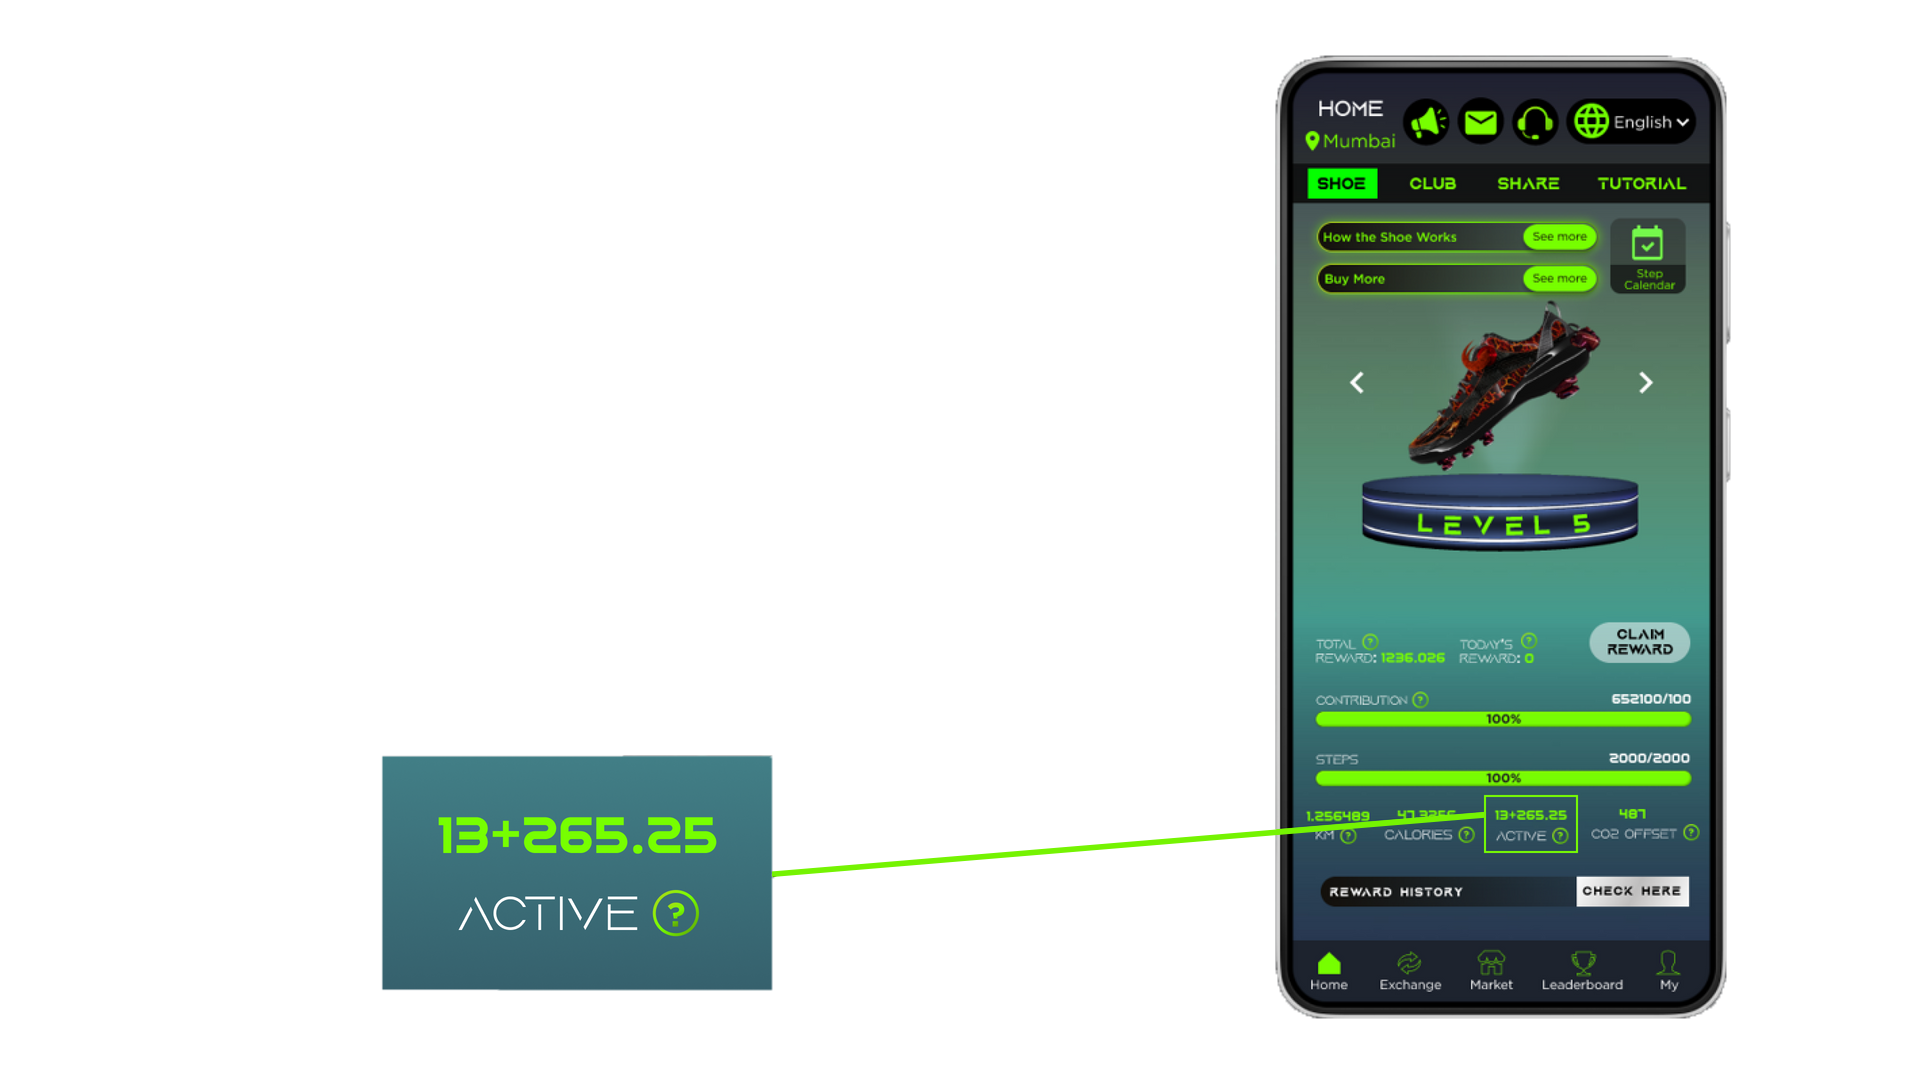 HOME
Mumbai
English
SHOE CLUB SHARE TUTORIAL
How the Shoe Works See more
Buy More See more
Step
Calendar
LEVEL 5
TOTAL ?
REWARD: 1236.026
TODAY'S ?
REWARD: 0
CLAIM
REWARD
CONTRIBUTION ? 652100/100
100%
STEPS 2000/2000
100%
1.256489
KM ?
CALORIES ?
13+265.25
ACTIVE ?
487
CO2 OFFSET ?
REWARD HISTORY CHECK HERE
Home Exchange Market Leaderboard My
13+265.25
ACTIVE ?